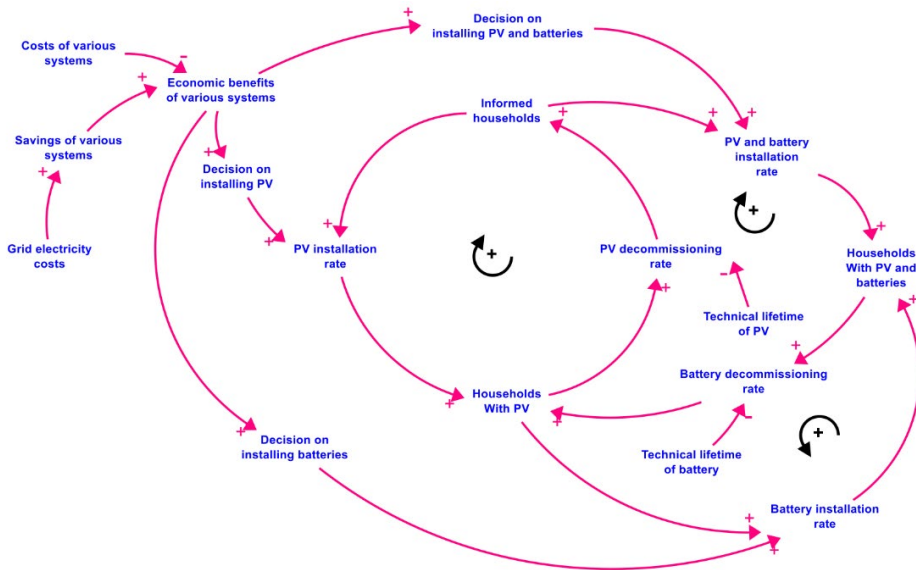 Decision on
installing PV and batteries
Costs of various
systems
Economic benefits
of various systems
Informed
households
Savings of various
systems
PV and battery
installation
rate
Decision on
installing PV
Grid electricity
costs
PV installation
rate
PV decommissioning
rate
Households
With PV and
batteries
Technical lifetime
of PV
Battery decommissioning
rate
Households
With PV
Decision on
installing batteries
Technical lifetime
of battery
Battery installation
rate